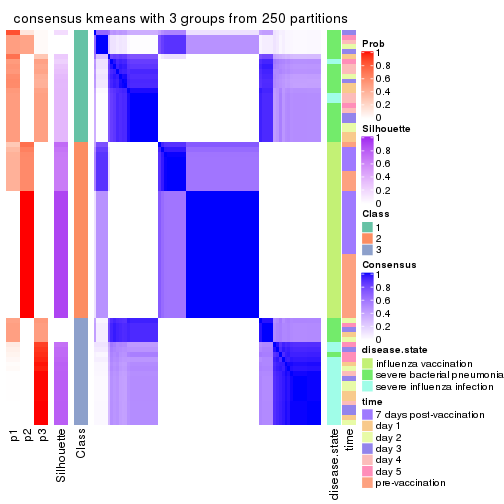 consensus kmeans with 3 groups from 250 partitions
Prob
1
0.8
0.6
0.4
0.2
0
Silhouette
1
0.8
0.6
0.4
0.2
0
Class
1
2
3
Consensus
1
0.8
0.6
0.4
0.2
0
disease.state
influenza vaccination
severe bacterial pneumonia
severe influenza infection
time
7 days post-vaccination
day 1
day 2
day 3
day 4
day 5
pre-vaccination
p1
p2
p3
Silhouette
Class
disease.state
time